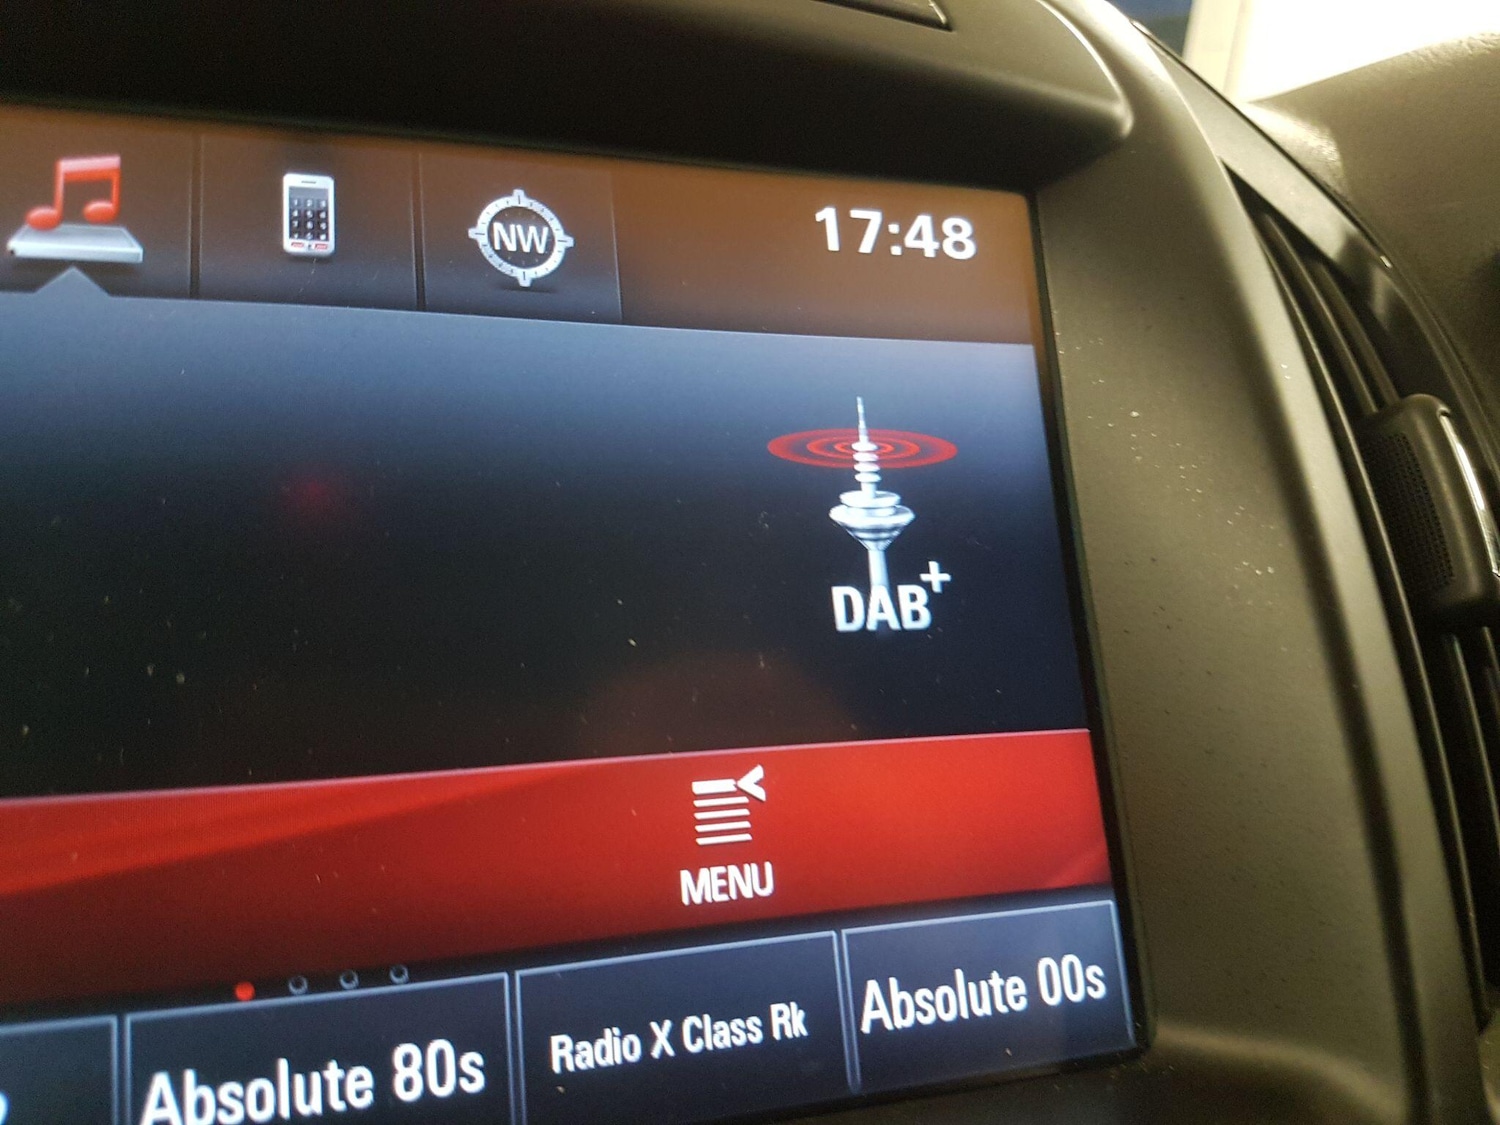 NW
17:48
DAB+
MENU
Absolute 80s
Radio X Class Rk
Absolute 00s